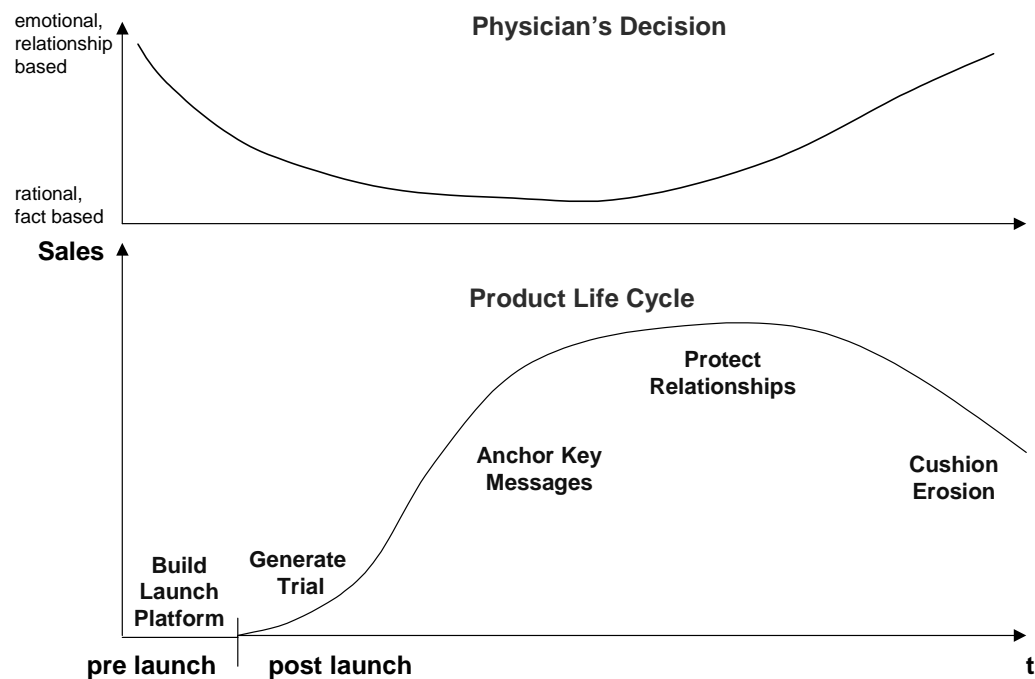 emotional,
relationship
based
Physician's Decision
rational,
fact based
Sales
Product Life Cycle
Protect
Relationships
Anchor Key
Messages
Cushion
Erosion
Build
Launch
Platform
Generate
Trial
pre launch
post launch
t